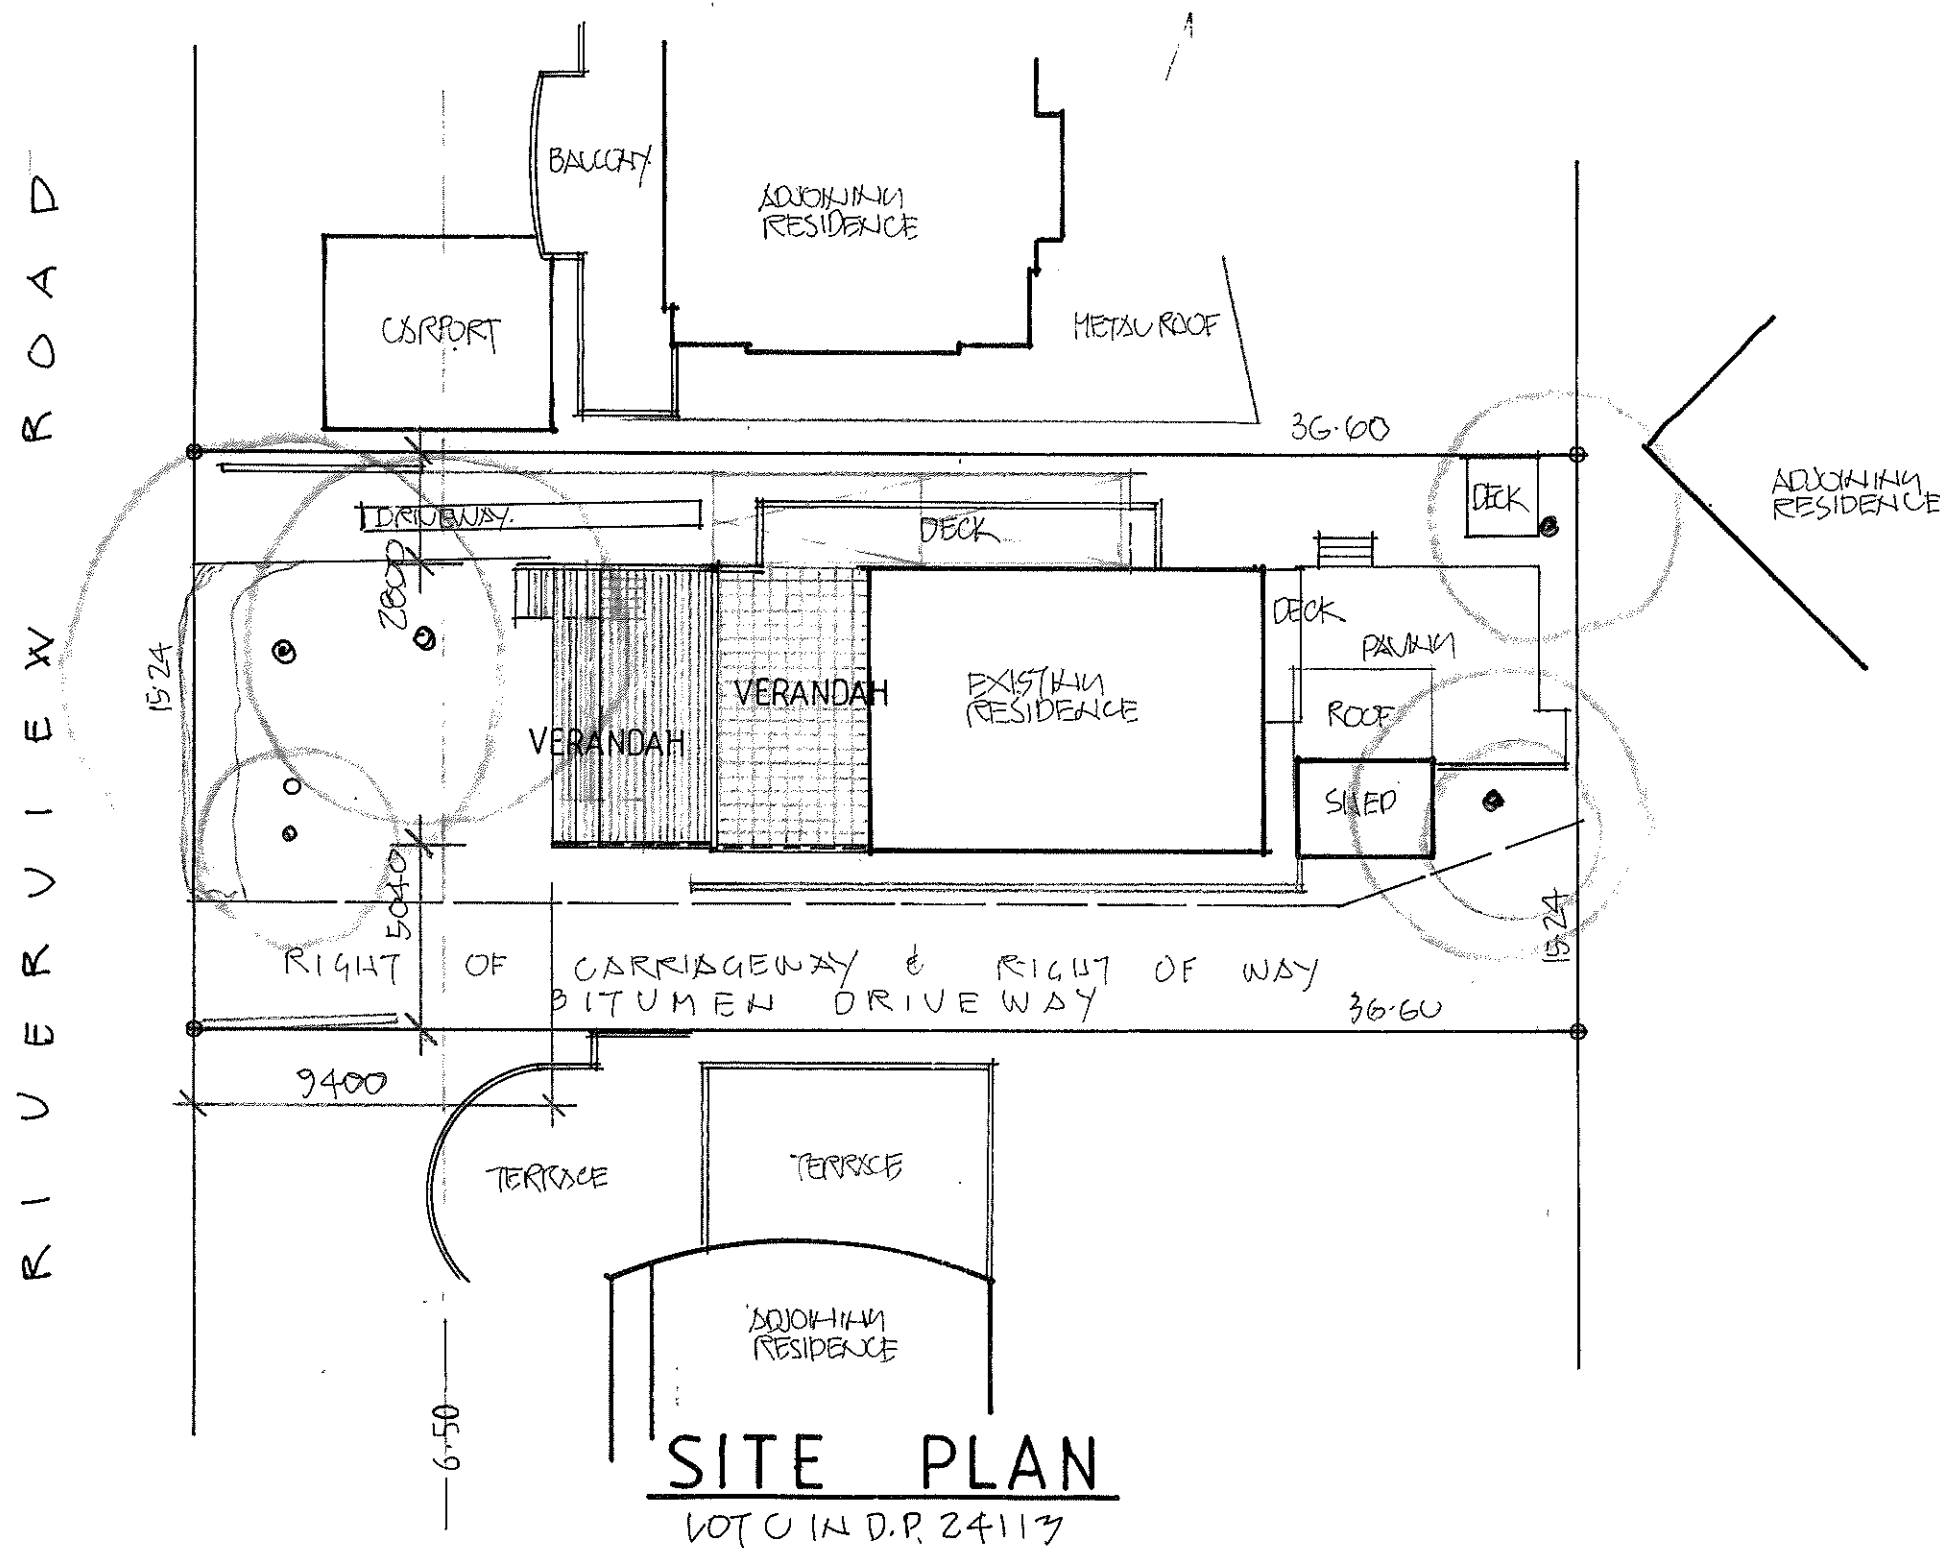 RIVERVIEW ROAD
BALCONY
ADJOINING
RESIDENCE
CARPORT
METAL ROOF
36.60
DECK
ADJOINING
RESIDENCE
DRIVEWAY.
DECK
2800
DECK
PAVING
15.24
VERANDAH
VERANDAH
EXISTING
RESIDENCE
ROOF
SHED
5040
15.24
RIGHT OF CARRIAGEWAY & RIGHT OF WAY
BITUMEN DRIVEWAY
36.60
9400
TERRACE
TERRACE
ADJOINING
RESIDENCE
6.50
SITE PLAN
IN D.P. 24113